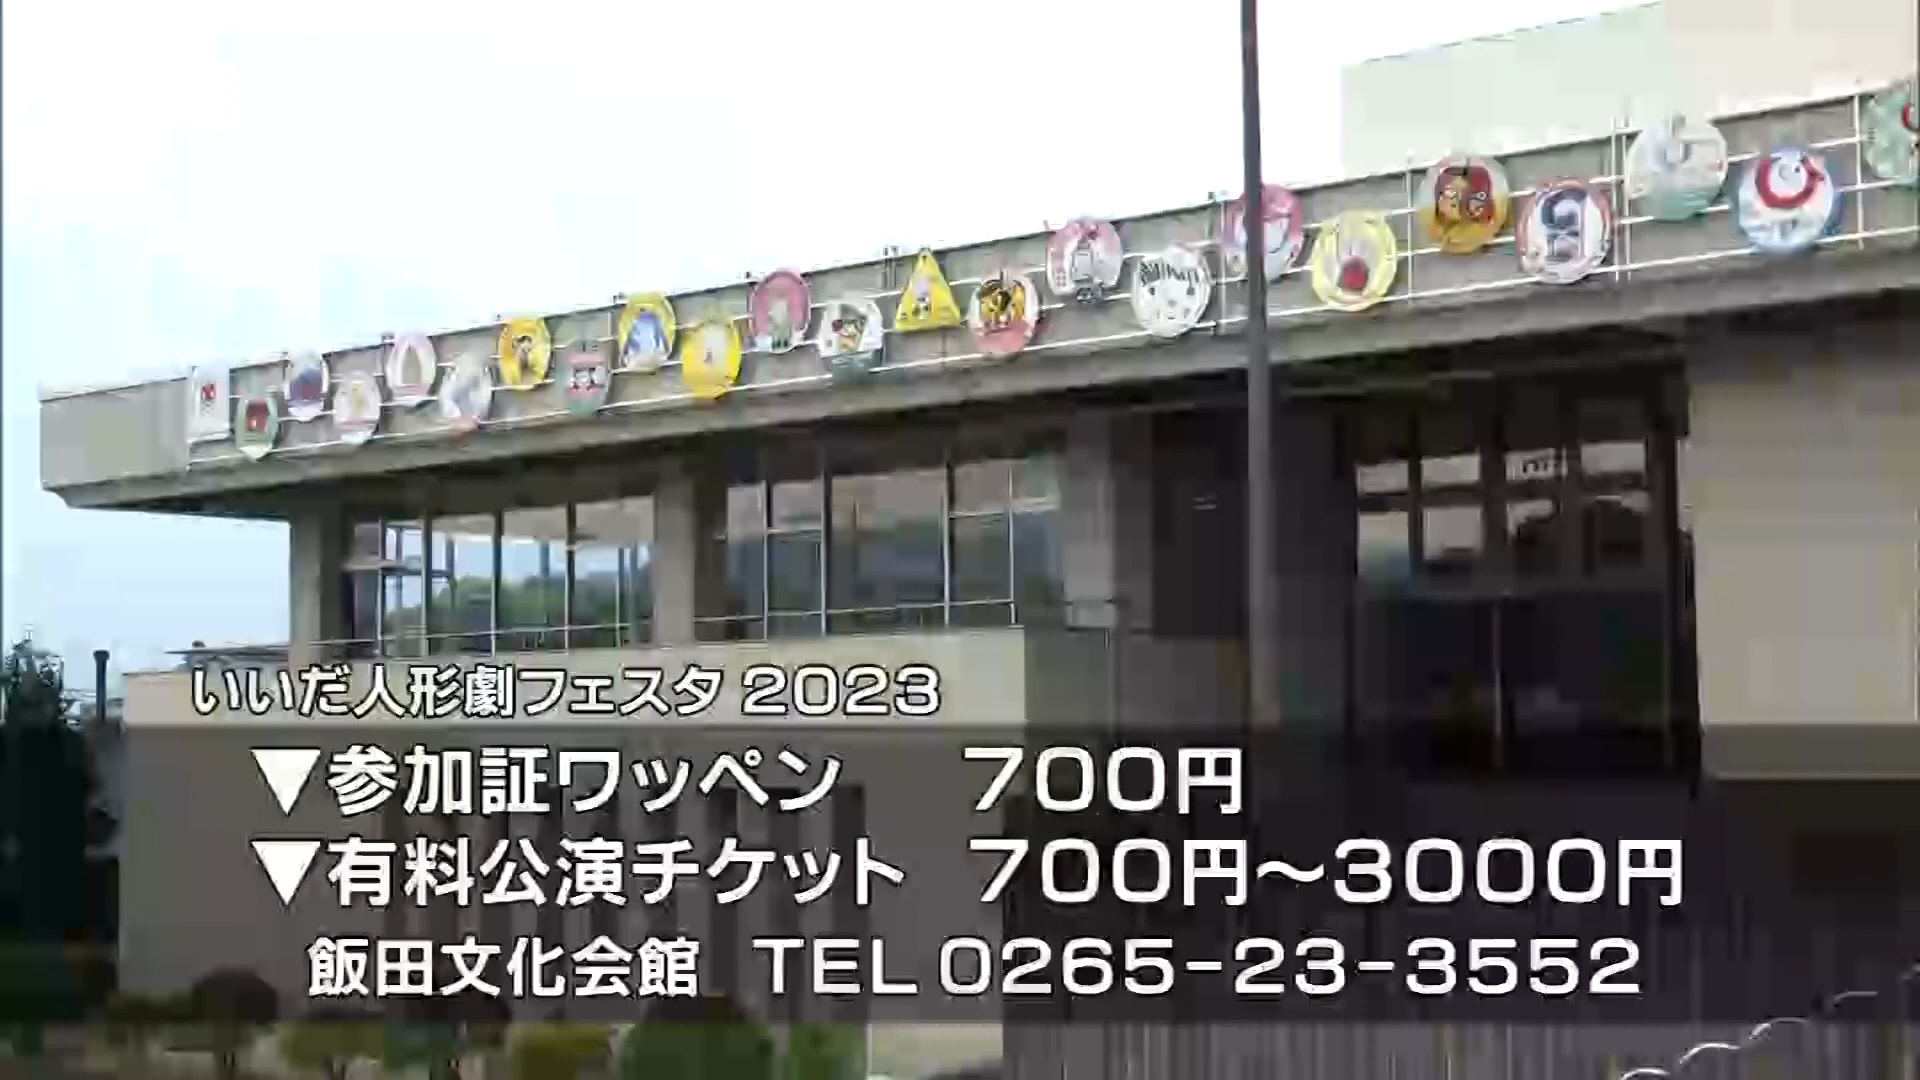 いいだ人形劇フェスタ 2023
▼参加証ワッペン 700円
▼有料公演チケット 700円～3000円
飯田文化会館 TEL 0265-23-3552